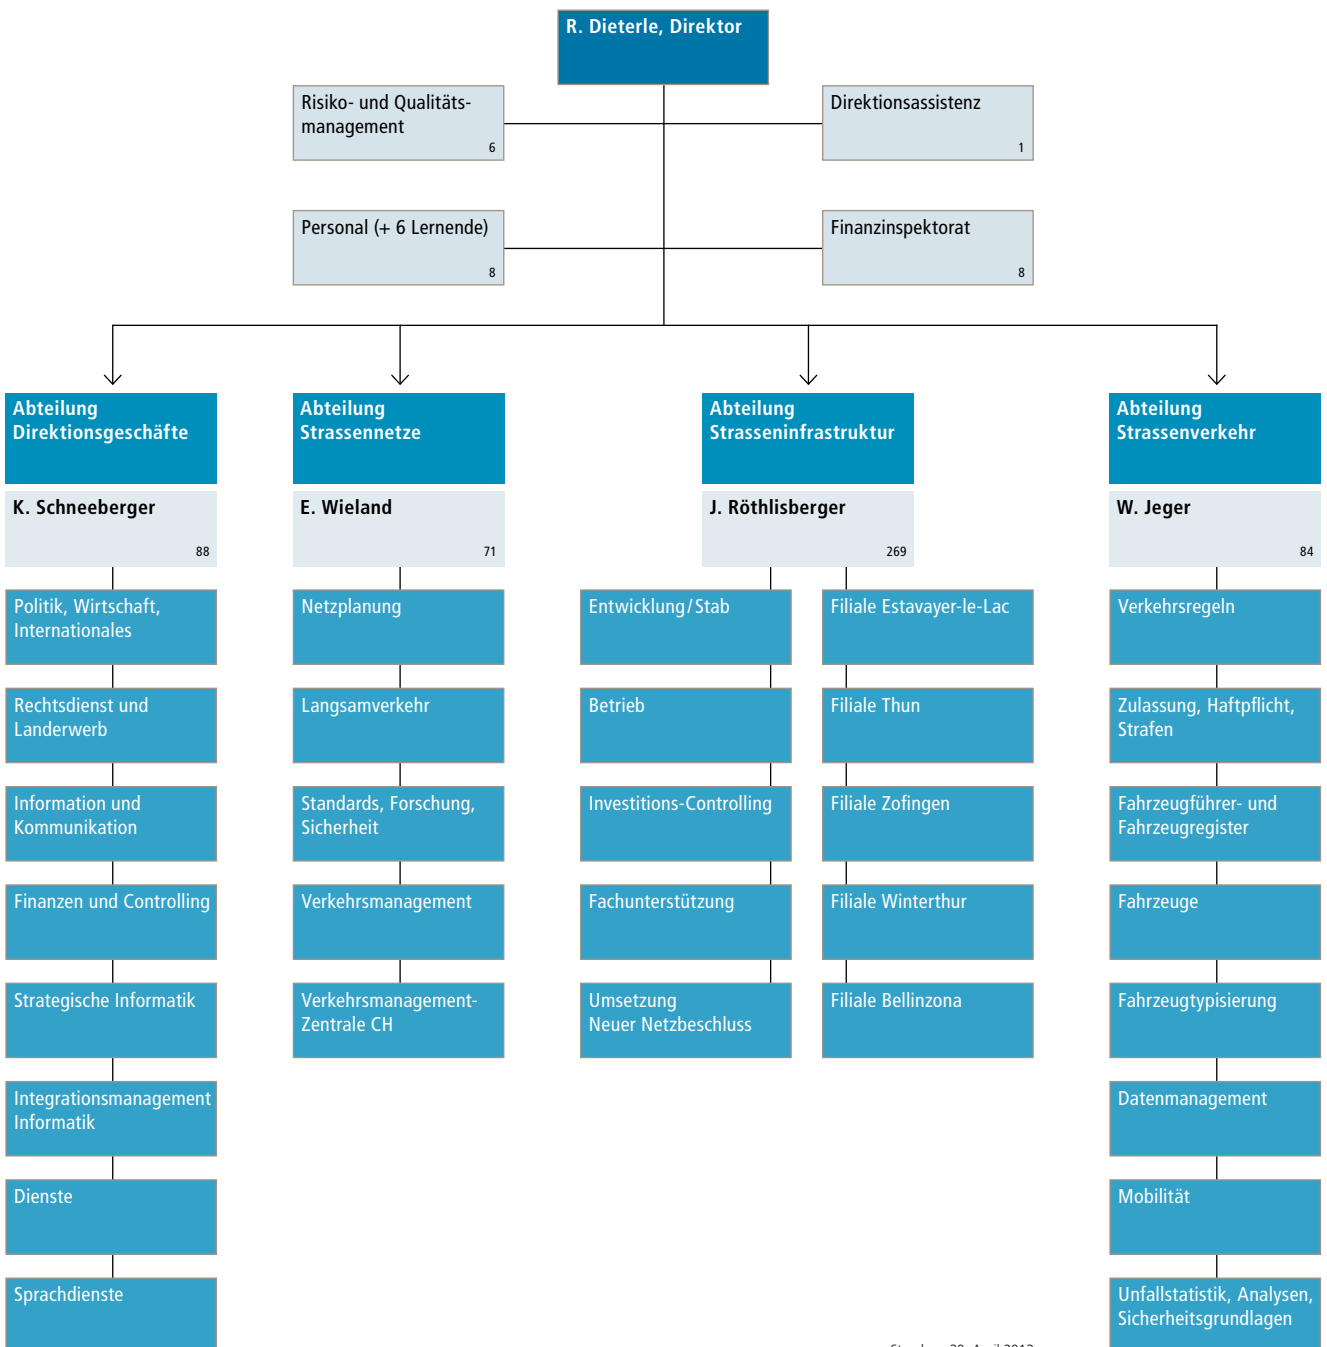 R. Dieterle, Direktor
Risiko- und Qualitäts-
management
6
Direktionsassistenz
1
Personal (+ 6 Lernende)
8
Finanzinspektorat
8
Abteilung
Direktionsgeschäfte
K. Schneeberger
88
Politik, Wirtschaft,
Internationales
Rechtsdienst und
Landerwerb
Information und
Kommunikation
Finanzen und Controlling
Strategische Informatik
Integrationsmanagement
Informatik
Dienste
Sprachdienste
Abteilung
Strassennetze
E. Wieland
71
Netzplanung
Langsamverkehr
Standards, Forschung,
Sicherheit
Verkehrsmanagement
Verkehrsmanagement-
Zentrale CH
Abteilung
Strasseninfrastruktur
J. Röthlisberger
269
Entwicklung/Stab
Betrieb
Investitions-Controlling
Fachunterstützung
Umsetzung
Neuer Netzbeschluss
Filiale Estavayer-le-Lac
Filiale Thun
Filiale Zofingen
Filiale Winterthur
Filiale Bellinzona
Abteilung
Strassenverkehr
W. Jeger
84
Verkehrsregeln
Zulassung, Haftpflicht,
Strafen
Fahrzeugführer- und
Fahrzeugregister
Fahrzeuge
Fahrzeugtypisierung
Datenmanagement
Mobilität
Unfallstatistik, Analysen,
Sicherheitsgrundlagen